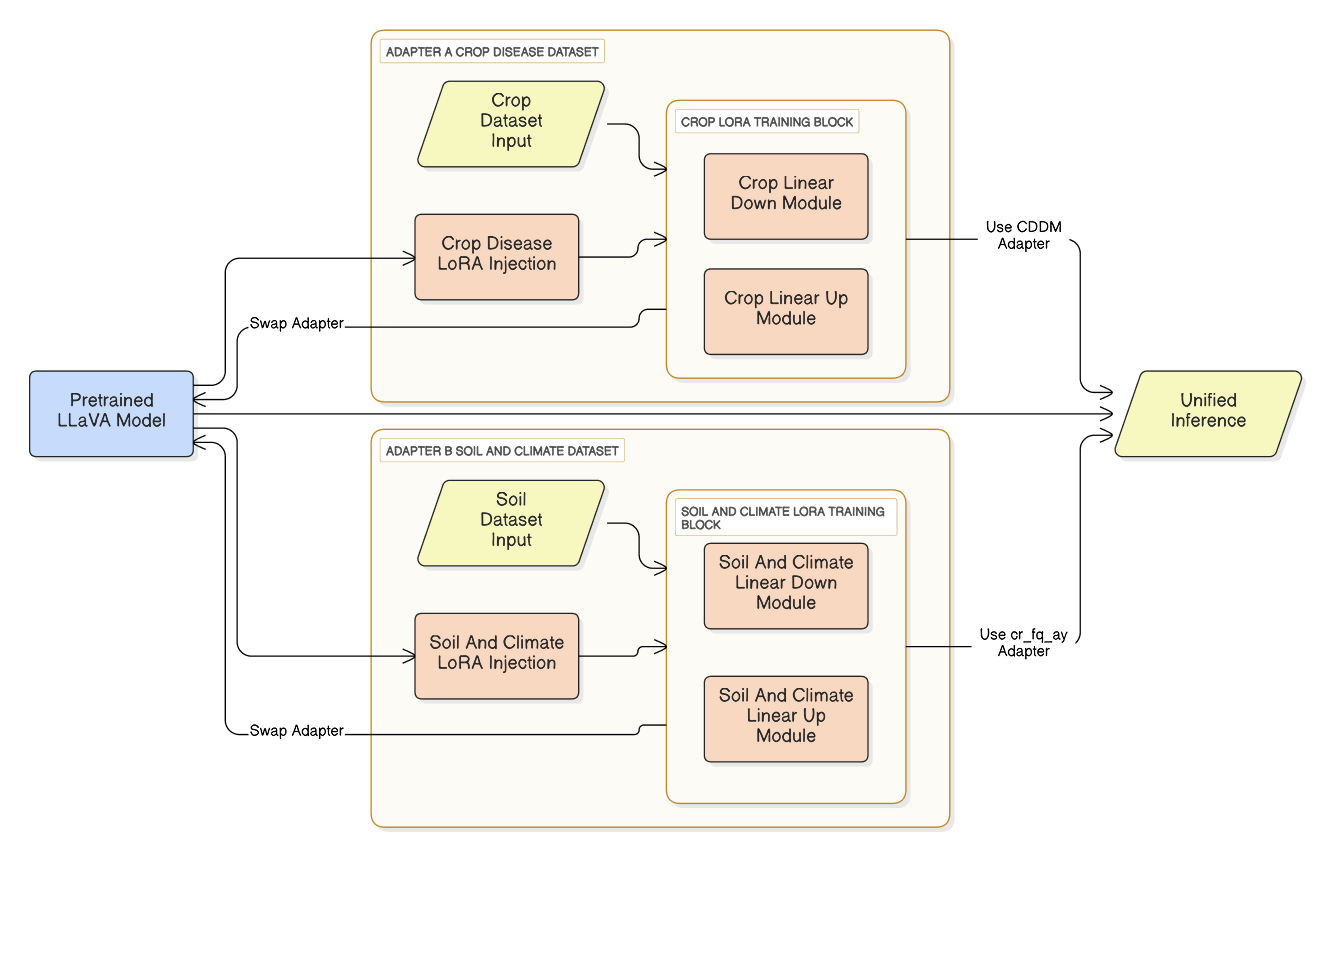 ADAPTER A CROP DISEASE DATASET
Crop
Dataset
Input
CROP LORA TRAINING BLOCK
Crop Linear
Down Module
Crop Disease
LoRA Injection
Use CDDM
Adapter
Crop Linear Up
Module
Swap Adapter
Pretrained
LLaVA Model
Unified
Inference
ADAPTER B SOIL AND CLIMATE DATASET
Soil
Dataset
Input
SOIL AND CLIMATE LORA TRAINING
BLOCK
Soil And Climate
Linear Down
Module
Soil And Climate
LoRA Injection
Use cr_fq_ay
Adapter
Soil And Climate
Linear Up
Module
Swap Adapter